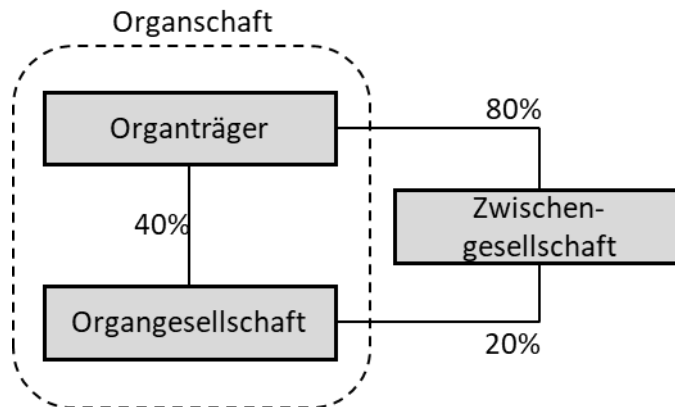 Organschaft
Organträger
80%
Zwischen-
gesellschaft
40%
Organgesellschaft
20%